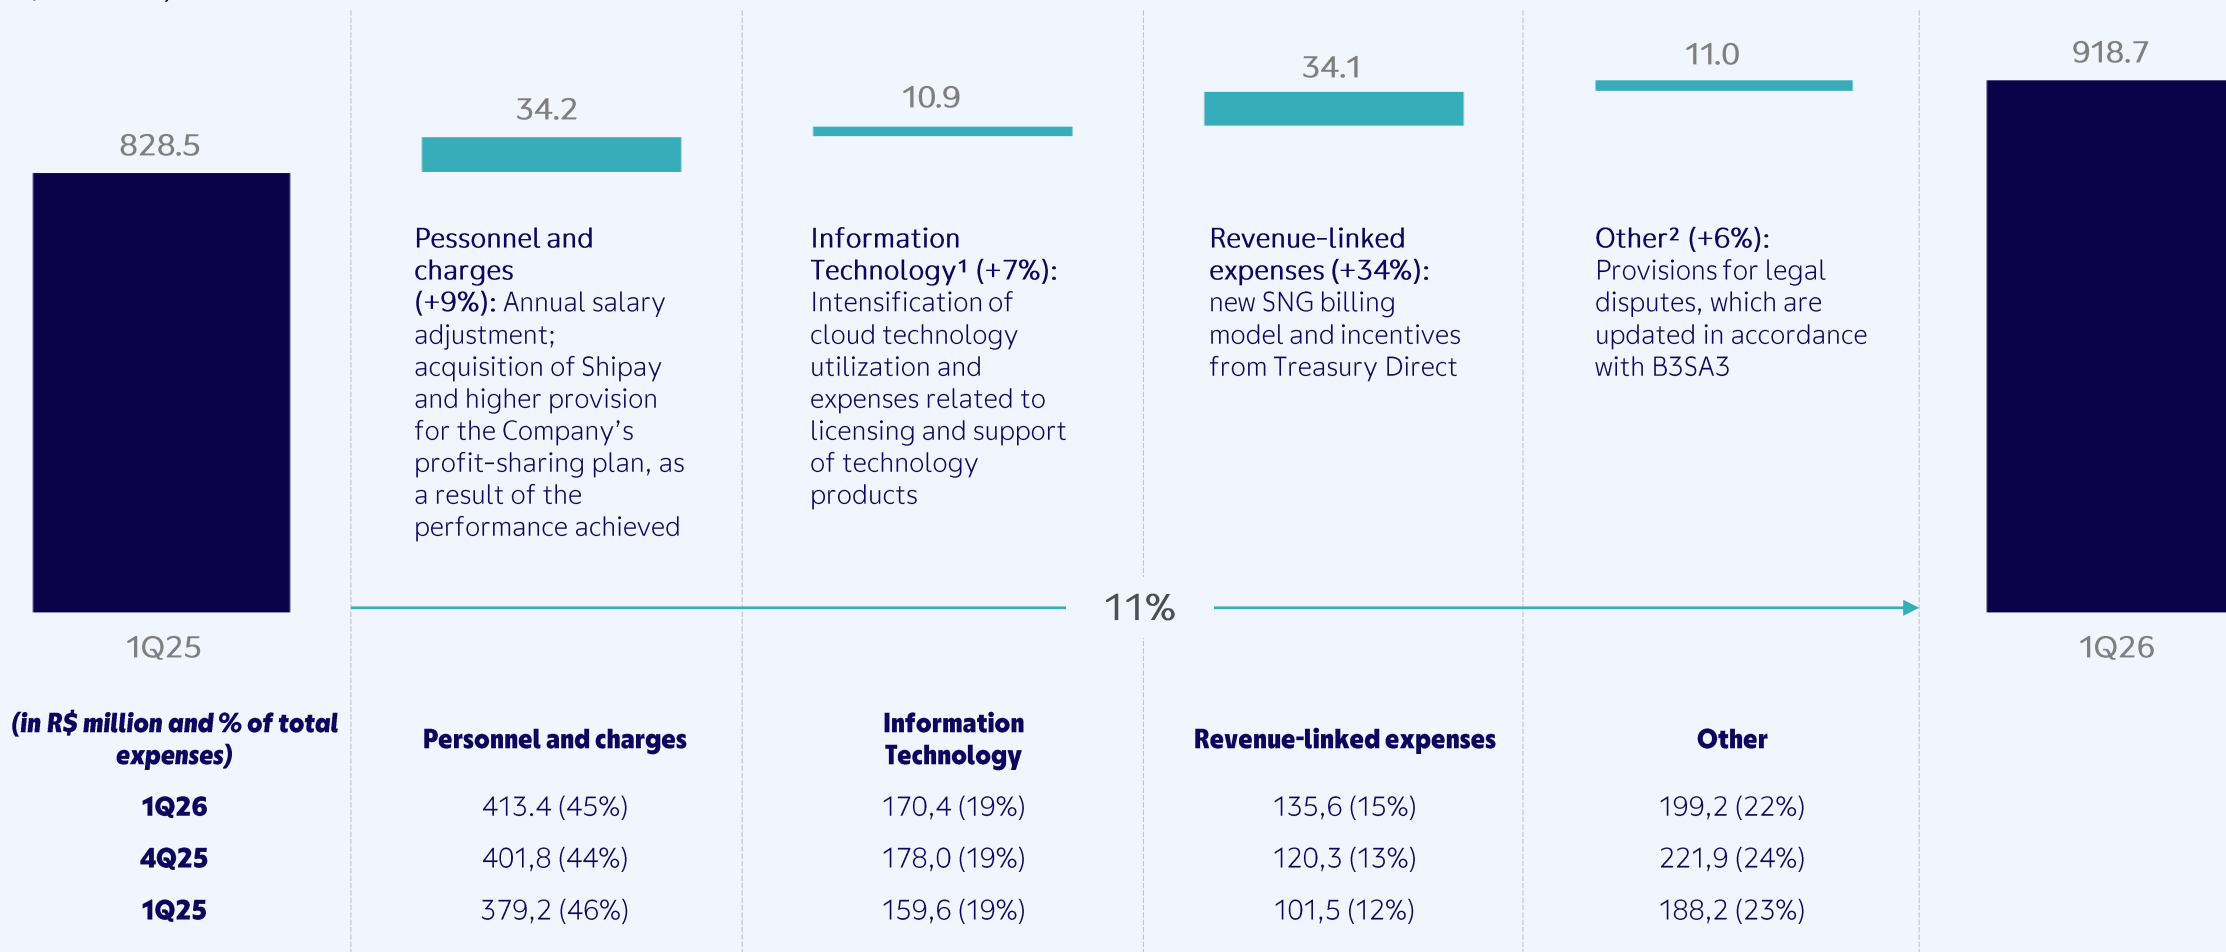 828.5
34.2
10.9
34.1
11.0
918.7
Pessonnel and
charges
(+9%): Annual salary
adjustment;
acquisition of Shipay
and higher provision
for the Company’s
profit-sharing plan, as
a result of the
performance achieved
Information
Technology¹ (+7%):
Intensification of
cloud technology
utilization and
expenses related to
licensing and support
of technology
products
Revenue-linked
expenses (+34%):
new SNG billing
model and incentives
from Treasury Direct
Other² (+6%):
Provisions for legal
disputes, which are
updated in accordance
with B3SA3
11%
1Q25
1Q26
(in R$ million and % of total
expenses)
Personnel and charges
Information
Technology
Revenue-linked expenses
Other
1Q26
413.4 (45%)
170,4 (19%)
135,6 (15%)
199,2 (22%)
4Q25
401,8 (44%)
178,0 (19%)
120,3 (13%)
221,9 (24%)
1Q25
379,2 (46%)
159,6 (19%)
101,5 (12%)
188,2 (23%)